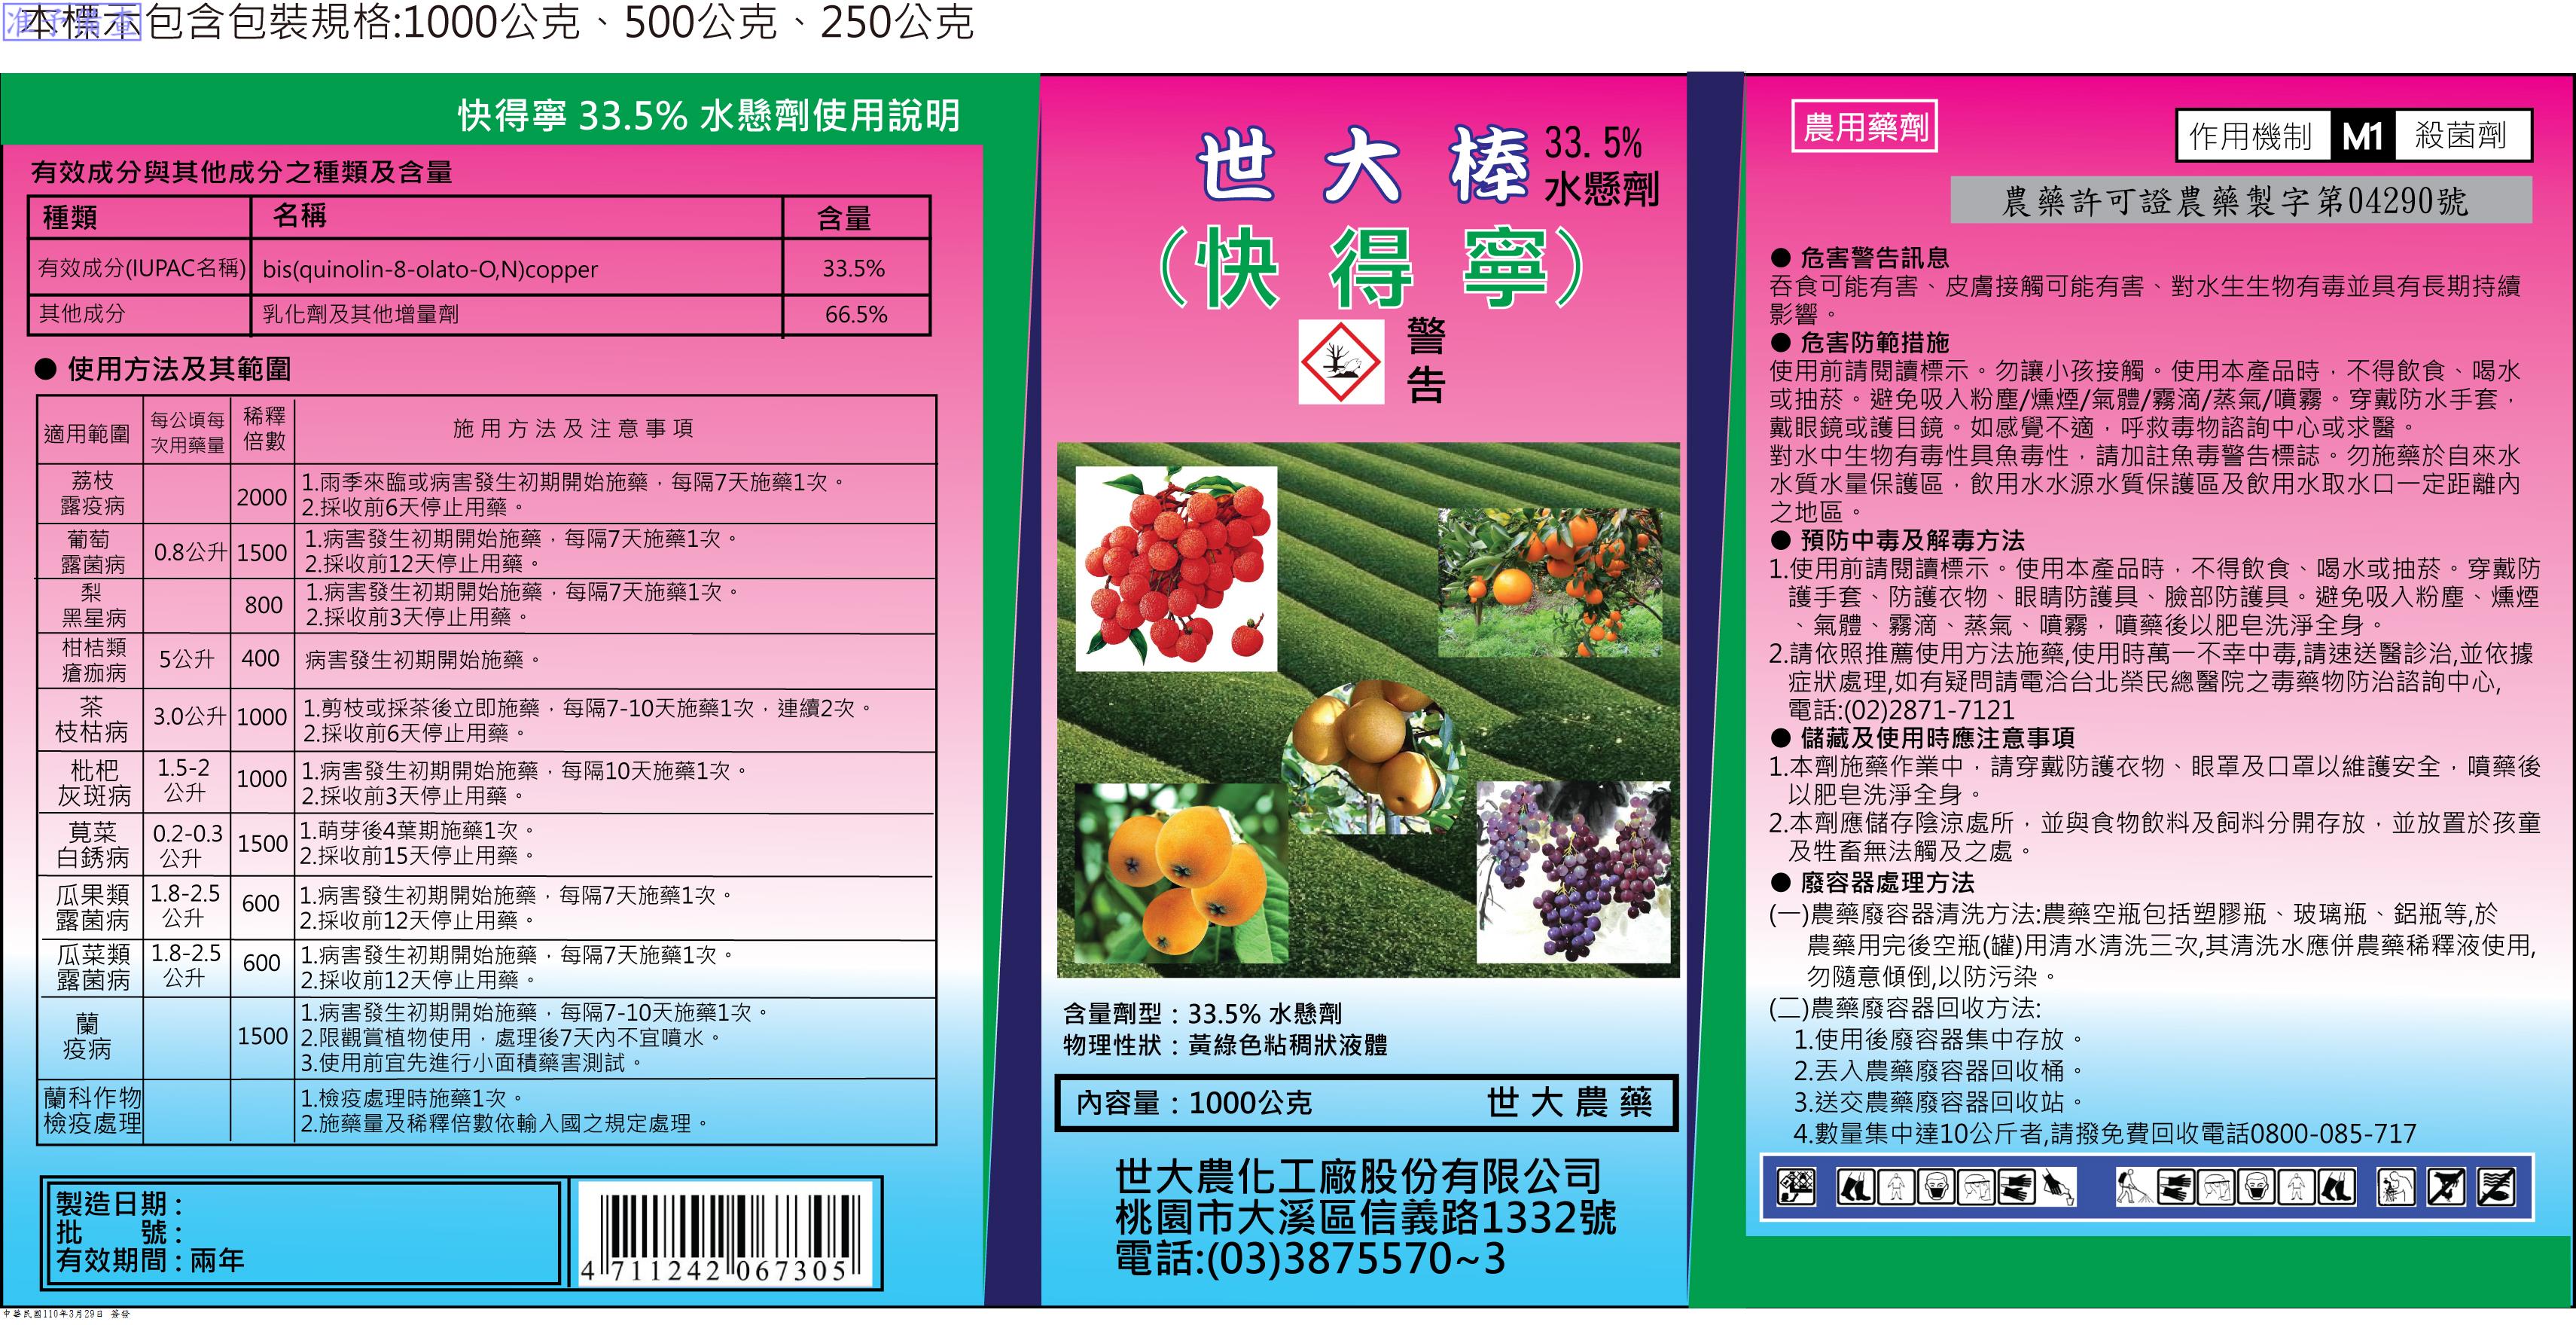 本標示包含包裝規格:1000公克、500公克、250公克
准予備查
快得寧 33.5% 水懸劑使用說明
有效成分與其他成分之種類及含量
種類 名稱 含量
有效成分(IUPAC名稱) bis(quinolin-8-olato-O,N)copper 33.5%
其他成分 乳化劑及其他增量劑 66.5%
● 使用方法及其範圍
適用範圍 每公頃每次用藥量 稀釋倍數 施用方法及注意事項
荔枝 1.雨季來臨或病害發生初期開始施藥，每隔7天施藥1次。
露疫病 2000 2.採收前6天停止用藥。
葡萄 1.病害發生初期開始施藥，每隔7天施藥1次。
露菌病 0.8公升 1500 2.採收前12天停止用藥。
梨 1.病害發生初期開始施藥，每隔7天施藥1次。
黑星病 800 2.採收前3天停止用藥。
柑桔類
瘡痂病 5公升 400 病害發生初期開始施藥。
茶 1.剪枝或採茶後立即施藥，每隔7-10天施藥1次，連續2次。
枝枯病 3.0公升 1000 2.採收前6天停止用藥。
枇杷 1.5-2 1.病害發生初期開始施藥，每隔10天施藥1次。
灰斑病 公升 1000 2.採收前3天停止用藥。
莧菜 0.2-0.3 1.萌芽後4葉期施藥1次。
白銹病 公升 1500 2.採收前15天停止用藥。
瓜果類 1.8-2.5 1.病害發生初期開始施藥，每隔7天施藥1次。
露菌病 公升 600 2.採收前12天停止用藥。
瓜菜類 1.8-2.5 1.病害發生初期開始施藥，每隔7天施藥1次。
露菌病 公升 600 2.採收前12天停止用藥。
蘭 1.病害發生初期開始施藥，每隔7-10天施藥1次。
疫病 1500 2.限觀賞植物使用，處理後7天內不宜噴水。
3.使用前宜先進行小面積藥害測試。
蘭科作物 1.檢疫處理時施藥1次。
檢疫處理 2.施藥量及稀釋倍數依輸入國之規定處理。
製造日期：
批 號：
有效期間：兩年
4 711242 067305
中華民國110年3月29日 簽發
世大棒 33.5%
水懸劑
（快得寧）
警告
含量劑型：33.5% 水懸劑
物理性狀：黃綠色粘稠狀液體
內容量：1000公克 世大農藥
世大農化工廠股份有限公司
桃園市大溪區信義路1332號
電話:(03)3875570~3
農用藥劑
作用機制 M1 殺菌劑
農藥許可證農藥製字第04290號
● 危害警告訊息
吞食可能有害、皮膚接觸可能有害、對水生生物有毒並具有長期持續
影響。
● 危害防範措施
使用前請閱讀標示。勿讓小孩接觸。使用本產品時，不得飲食、喝水
或抽菸。避免吸入粉塵/燻煙/氣體/霧滴/蒸氣/噴霧。穿戴防水手套，
戴眼鏡或護目鏡。如感覺不適，呼救毒物諮詢中心或求醫。
對水中生物有毒性具魚毒性，請加註魚毒警告標誌。勿施藥於自來水
水質水量保護區，飲用水水源水質保護區及飲用水取水口一定距離內
之地區。
● 預防中毒及解毒方法
1.使用前請閱讀標示。使用本產品時，不得飲食、喝水或抽菸。穿戴防
護手套、防護衣物、眼睛防護具、臉部防護具。避免吸入粉塵、燻煙
、氣體、霧滴、蒸氣、噴霧，噴藥後以肥皂洗淨全身。
2.請依照推薦使用方法施藥,使用時萬一不幸中毒,請速送醫診治,並依據
症狀處理,如有疑問請電洽台北榮民總醫院之毒藥物防治諮詢中心,
電話:(02)2871-7121
● 儲藏及使用時應注意事項
1.本劑施藥作業中，請穿戴防護衣物、眼罩及口罩以維護安全，噴藥後
以肥皂洗淨全身。
2.本劑應儲存陰涼處所，並與食物飲料及飼料分開存放，並放置於孩童
及牲畜無法觸及之處。
● 廢容器處理方法
(一)農藥廢容器清洗方法:農藥空瓶包括塑膠瓶、玻璃瓶、鋁瓶等,於
農藥用完後空瓶(罐)用清水清洗三次,其清洗水應併農藥稀釋液使用,
勿隨意傾倒,以防污染。
(二)農藥廢容器回收方法:
1.使用後廢容器集中存放。
2.丟入農藥廢容器回收桶。
3.送交農藥廢容器回收站。
4.數量集中達10公斤者,請撥免費回收電話0800-085-717